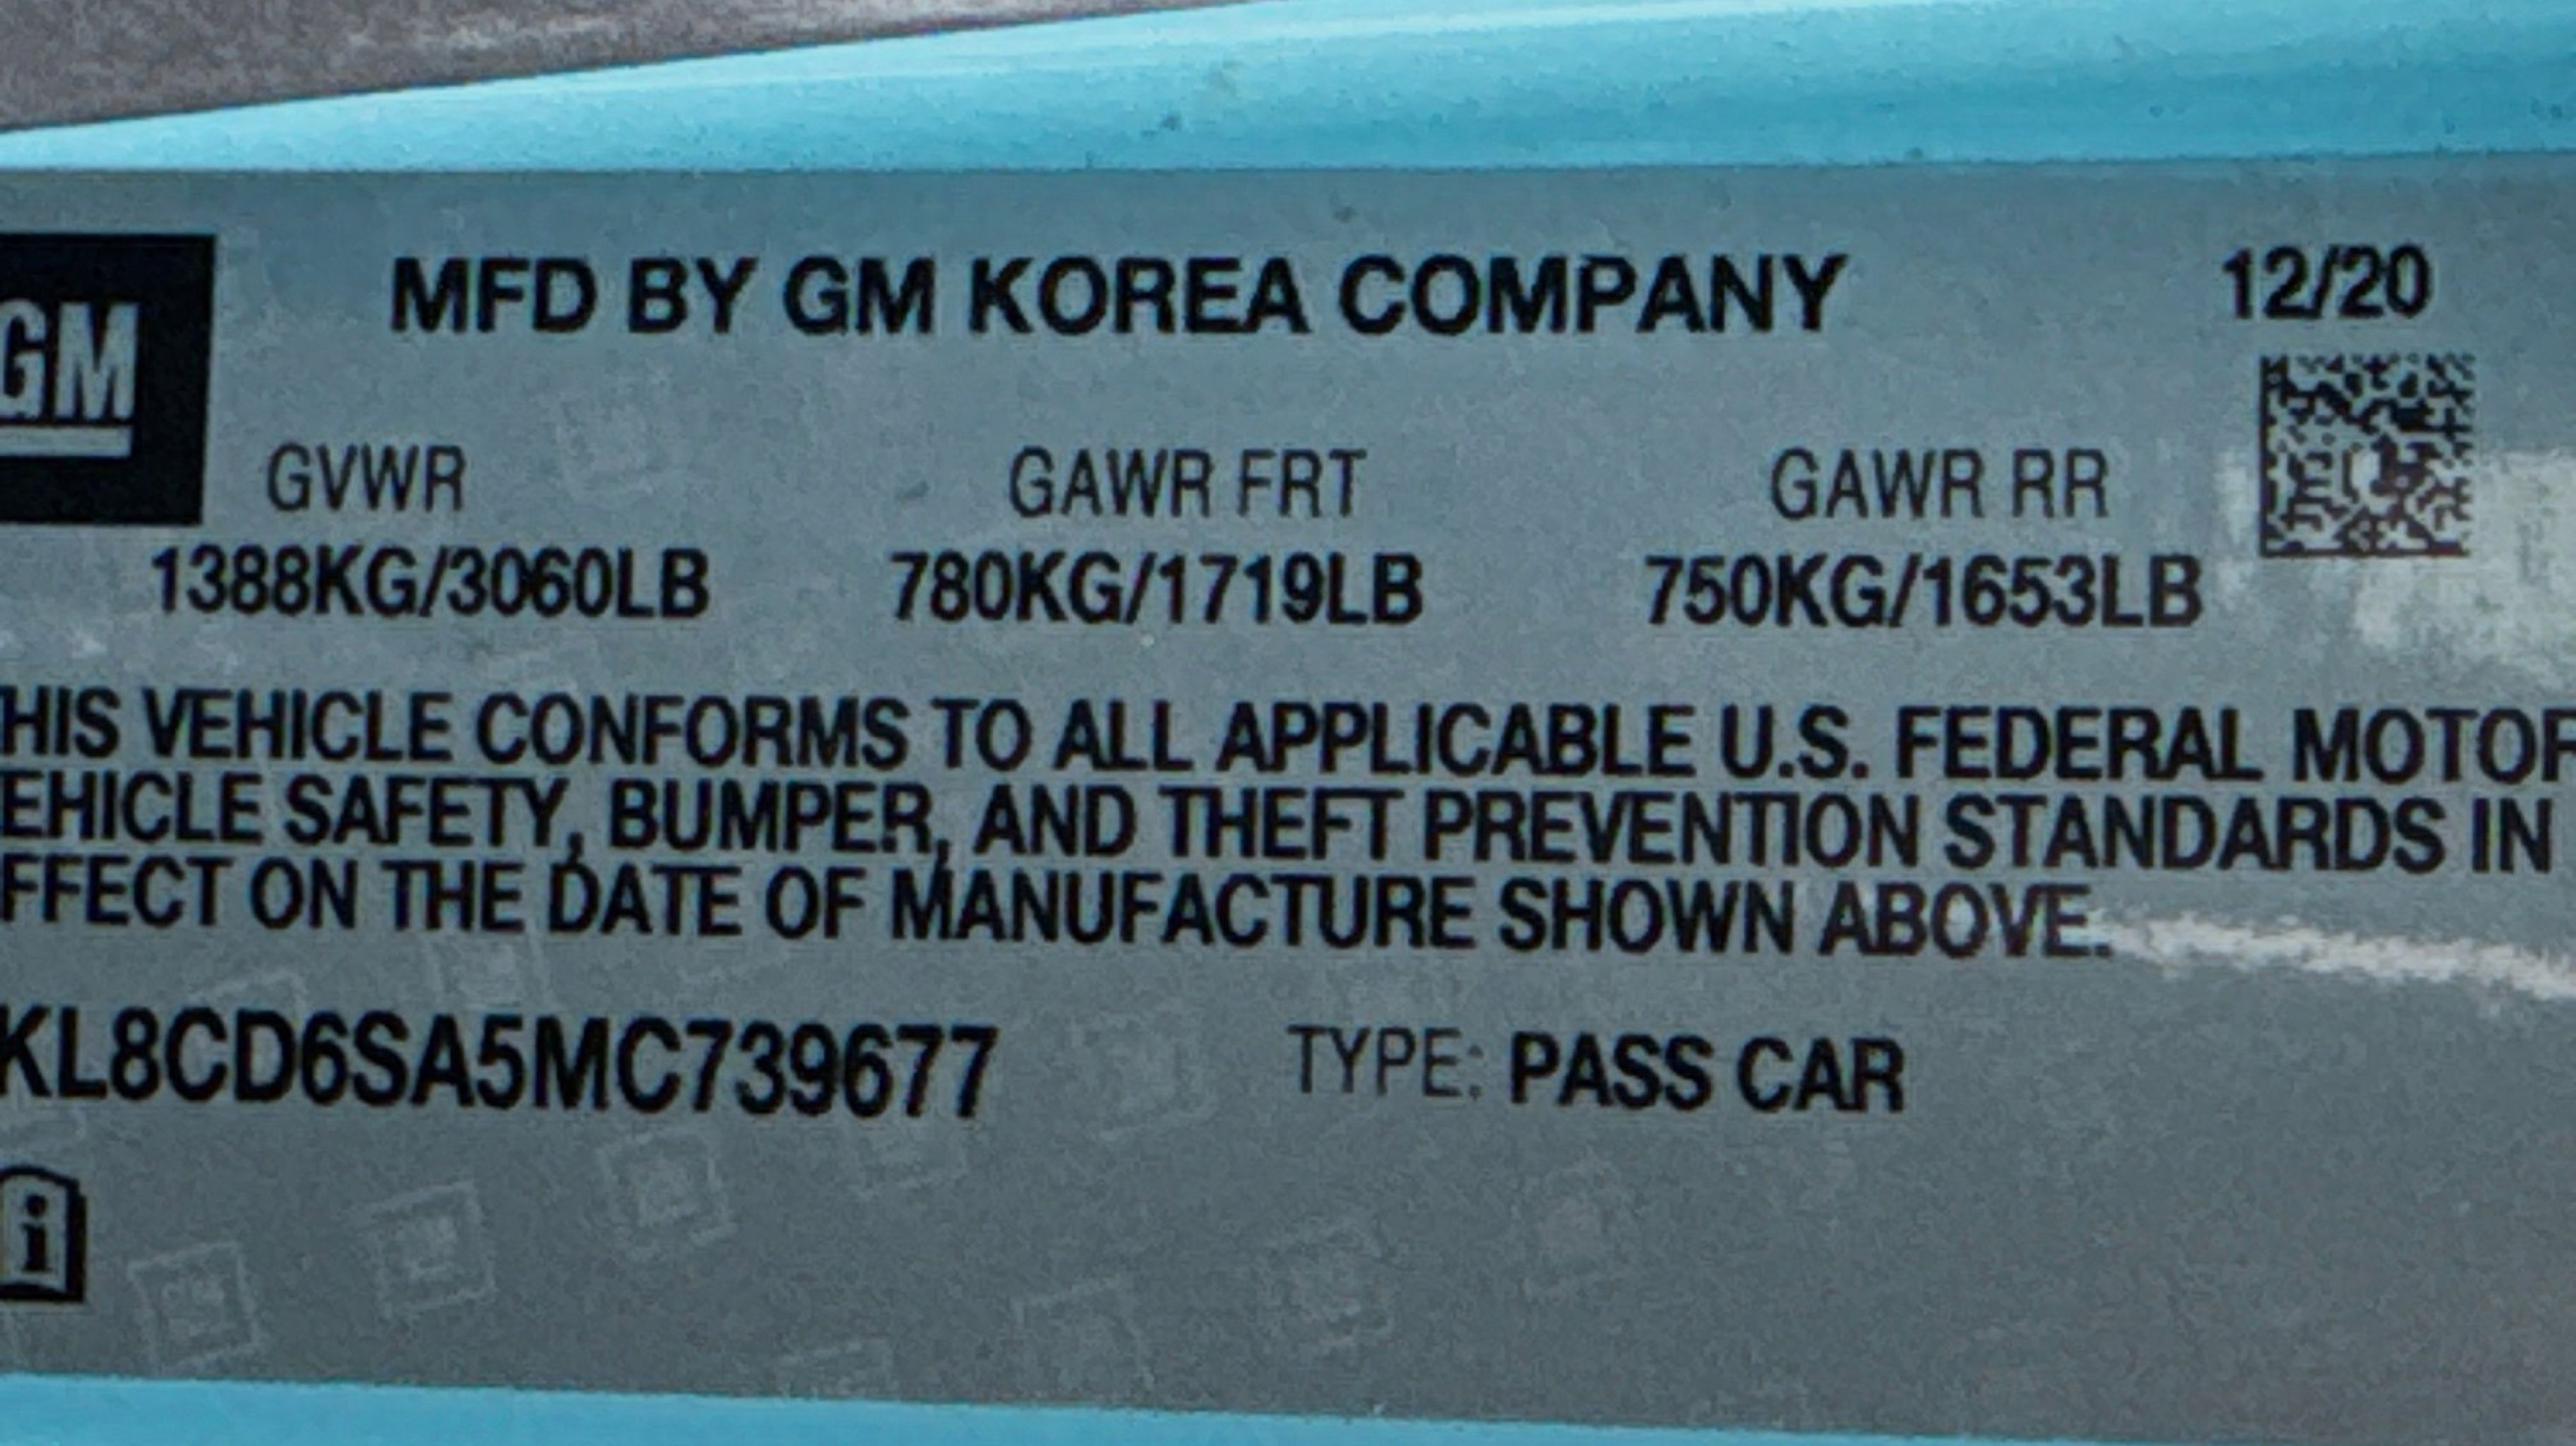 GM
MFD BY GM KOREA COMPANY 12/20
GVWR GAWR FRT GAWR RR
1388KG/3060LB 780KG/1719LB 750KG/1653LB
HIS VEHICLE CONFORMS TO ALL APPLICABLE U.S. FEDERAL MOTOR
EHICLE SAFETY, BUMPER, AND THEFT PREVENTION STANDARDS IN
FFECT ON THE DATE OF MANUFACTURE SHOWN ABOVE.
KL8CD6SA5MC739677 TYPE: PASS CAR
i